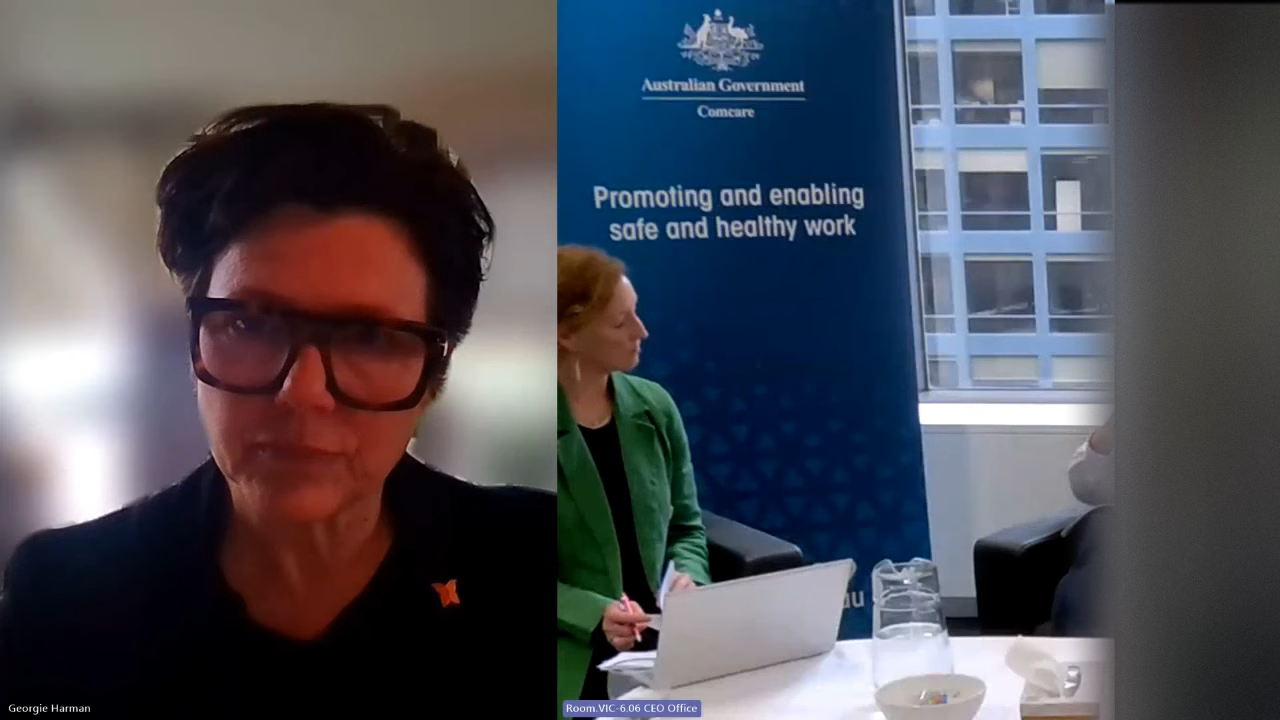 Australian Government
Comcare
Promoting and enabling
safe and healthy work
au
Georgie Harman
Room.VIC-6.06 CEO Office